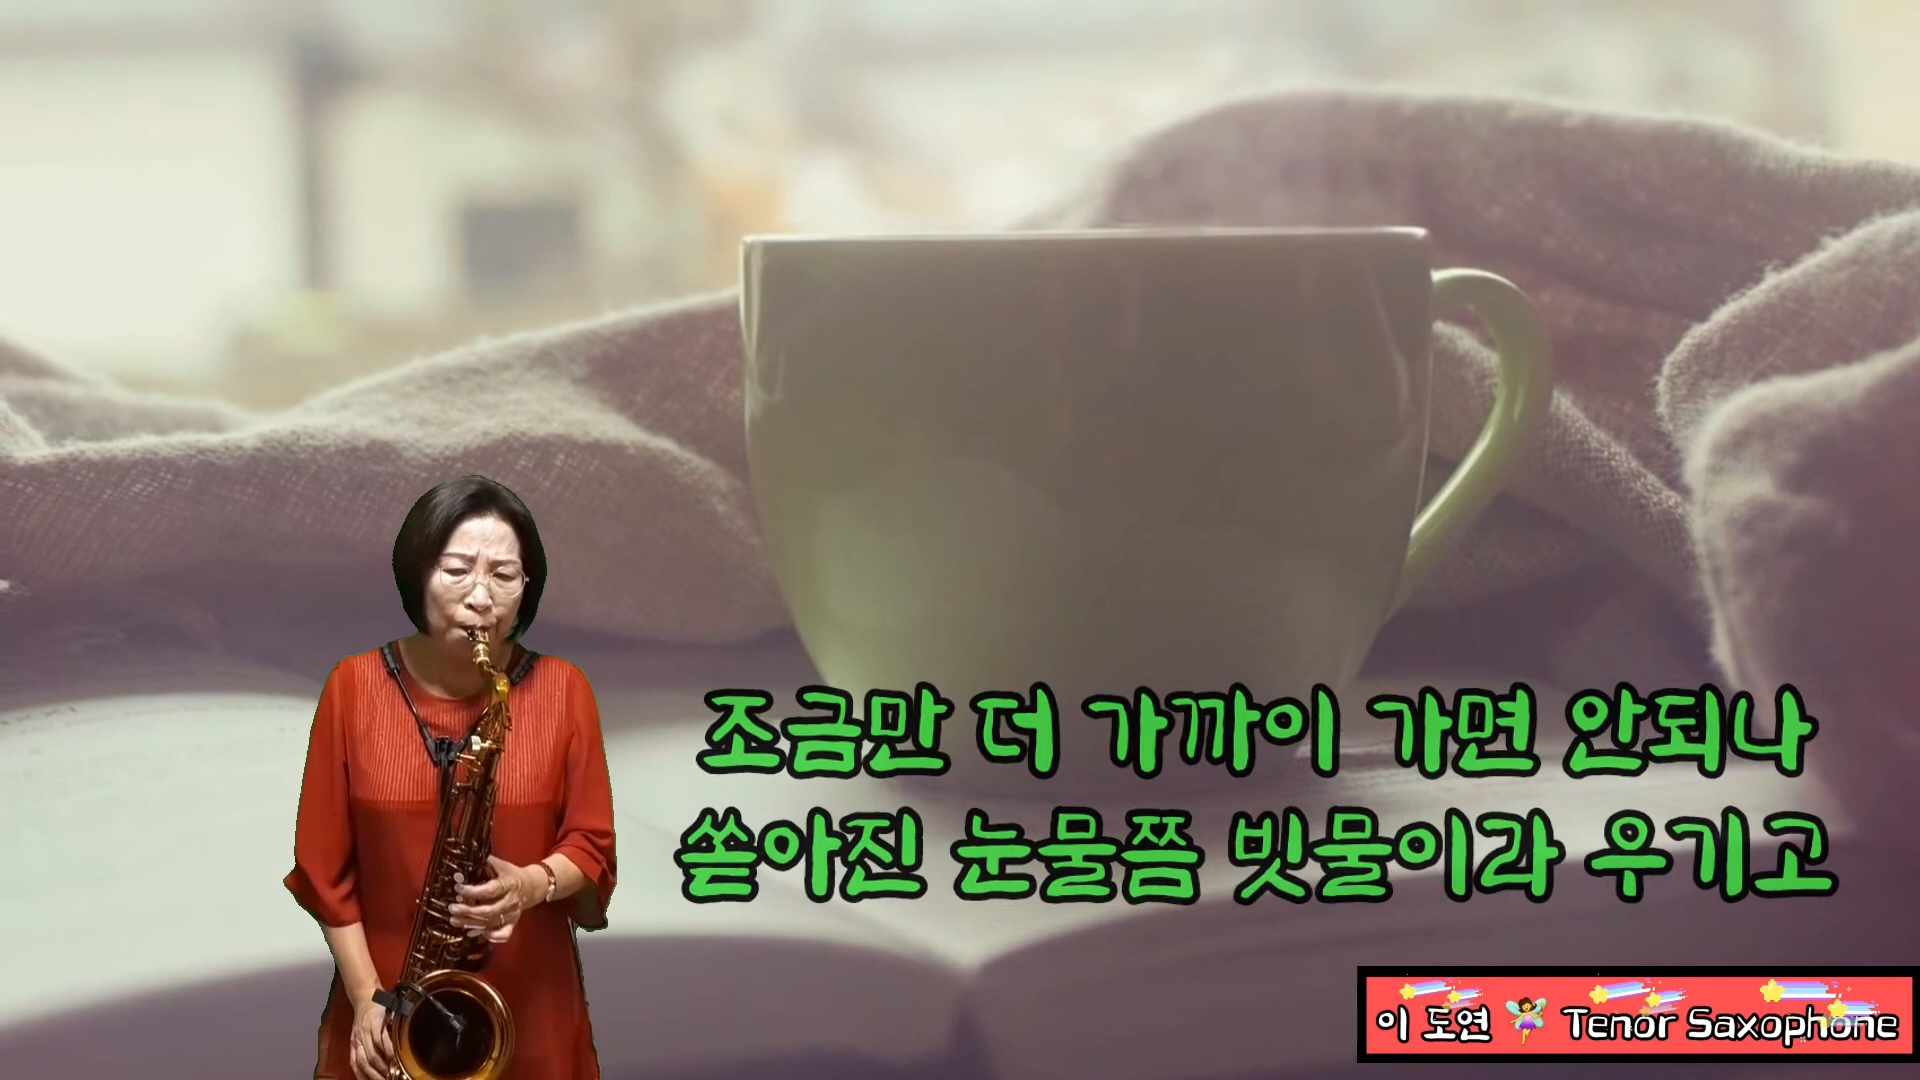 조금만 더 가까이 가면 안되나
쏟아진 눈물쯤 빗물이라 우기고
이 도연 🧚 Tenor Saxophone